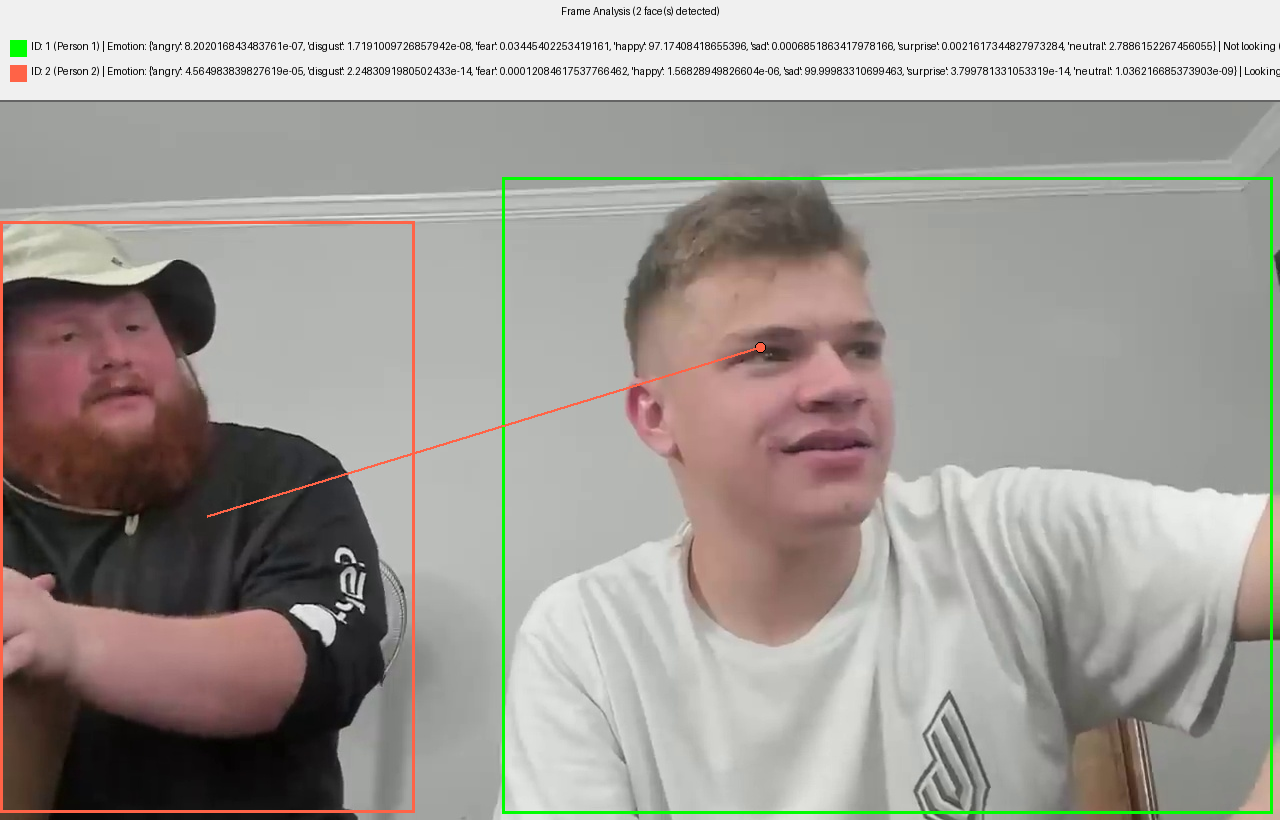 Frame Analysis (2 face(s) detected)
ID: 1 (Person 1) | Emotion: {'angry': 8.202016843483761e-07, 'disgust': 1.7191009726857942e-08, 'fear': 0.03445402253419161, 'happy': 97.17408418655396, 'sad': 0.0006851863417978166, 'surprise': 0.0021617344827973284, 'neutral': 2.7886152267456055} | Not looking
ID: 2 (Person 2) | Emotion: {'angry': 4.564983839827619e-05, 'disgust': 2.2483091980502433e-14, 'fear': 0.00012084617537766462, 'happy': 1.56828949826604e-06, 'sad': 99.99983310699463, 'surprise': 3.799781331053319e-14, 'neutral': 1.036216685373903e-09} | Looking